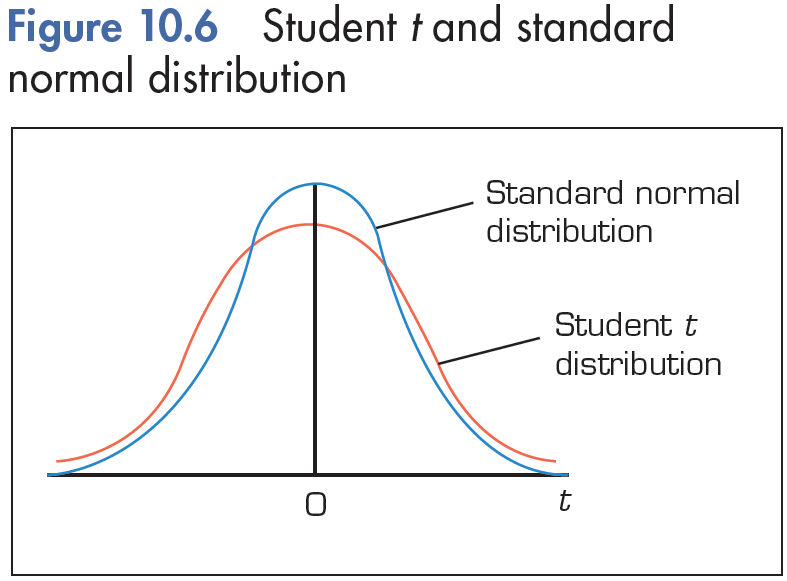 Figure 10.6 Student t and standard
normal distribution
Standard normal
distribution
Student t
distribution
0
t